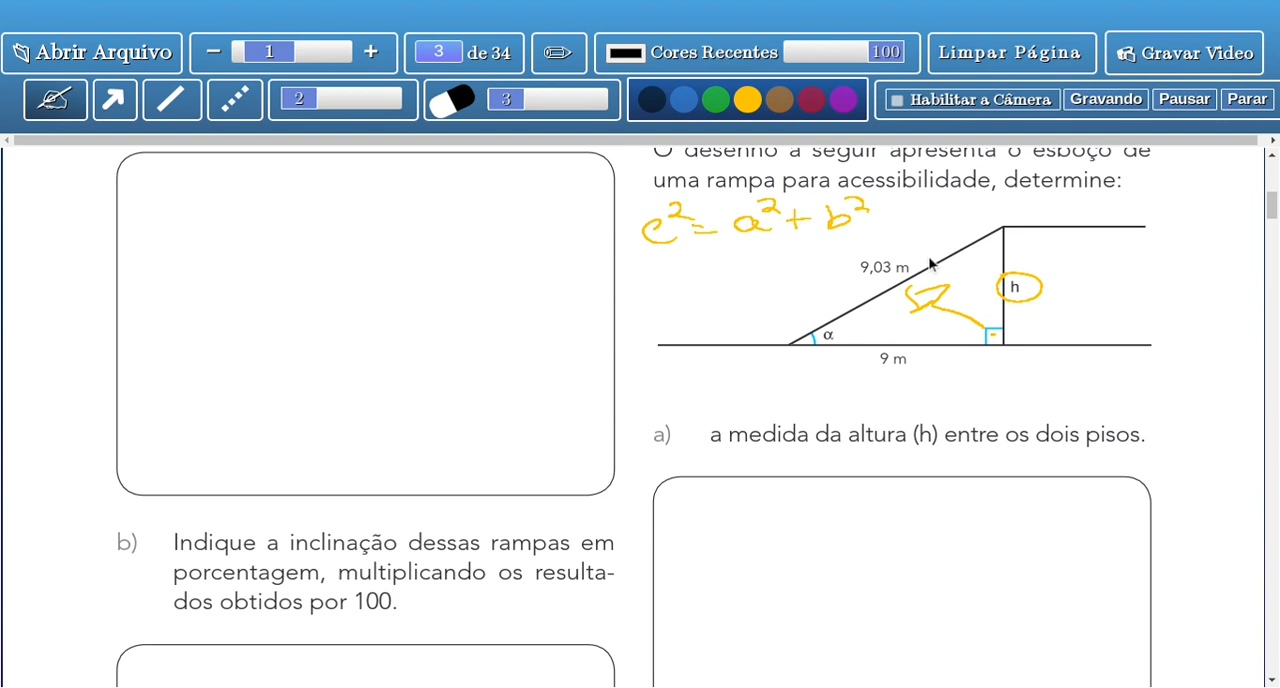 Abrir Arquivo
− 1 +
3 de 34
Cores Recentes 100
Limpar Página
Gravar Video
2
3
Habilitar a Câmera
Gravando
Pausar
Parar
O desenho a seguir apresenta o esboço de
uma rampa para acessibilidade, determine:
c² = a² + b²
9,03 m
h
α
9 m
a) a medida da altura (h) entre os dois pisos.
b) Indique a inclinação dessas rampas em
porcentagem, multiplicando os resulta-
dos obtidos por 100.